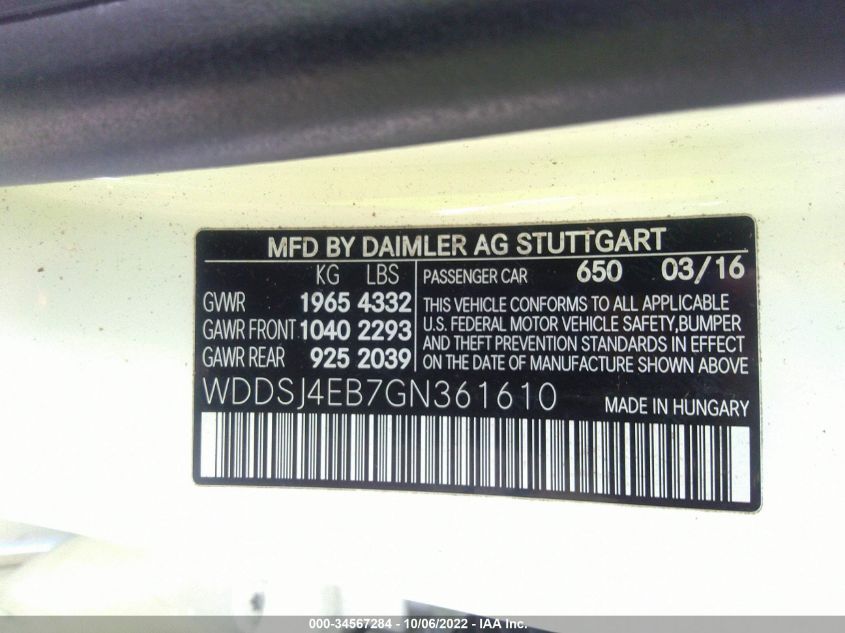 MFD BY DAIMLER AG STUTTGART
KG LBS
GVWR 1965 4332
GAWR FRONT 1040 2293
GAWR REAR 925 2039
PASSENGER CAR 650 03/16
THIS VEHICLE CONFORMS TO ALL APPLICABLE
U.S. FEDERAL MOTOR VEHICLE SAFETY,BUMPER
AND THEFT PREVENTION STANDARDS IN EFFECT
ON THE DATE OF MANUFACTURE SHOWN ABOVE
WDDSJ4EB7GN361610 MADE IN HUNGARY
000-34567284 - 10/06/2022 - IAA Inc.